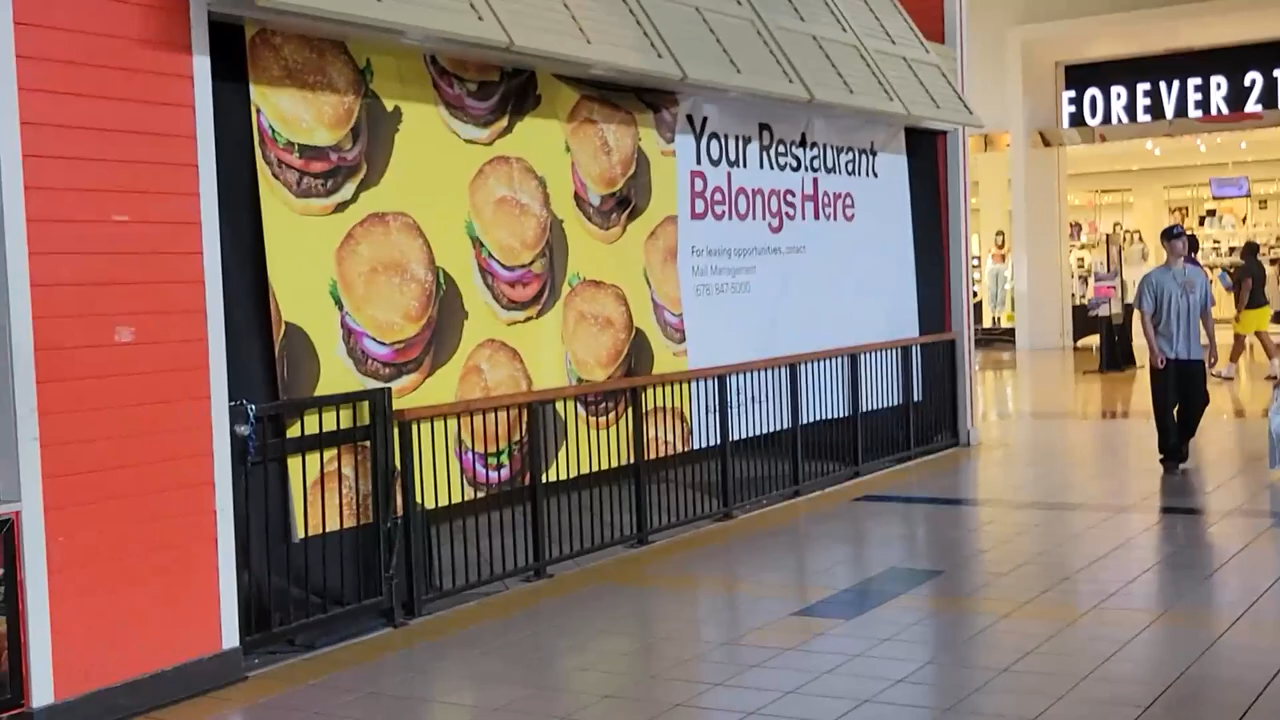 Your Restaurant
Belongs Here
For leasing opportunities, contact
Mall Management
(678) 847-5000
FOREVER 21